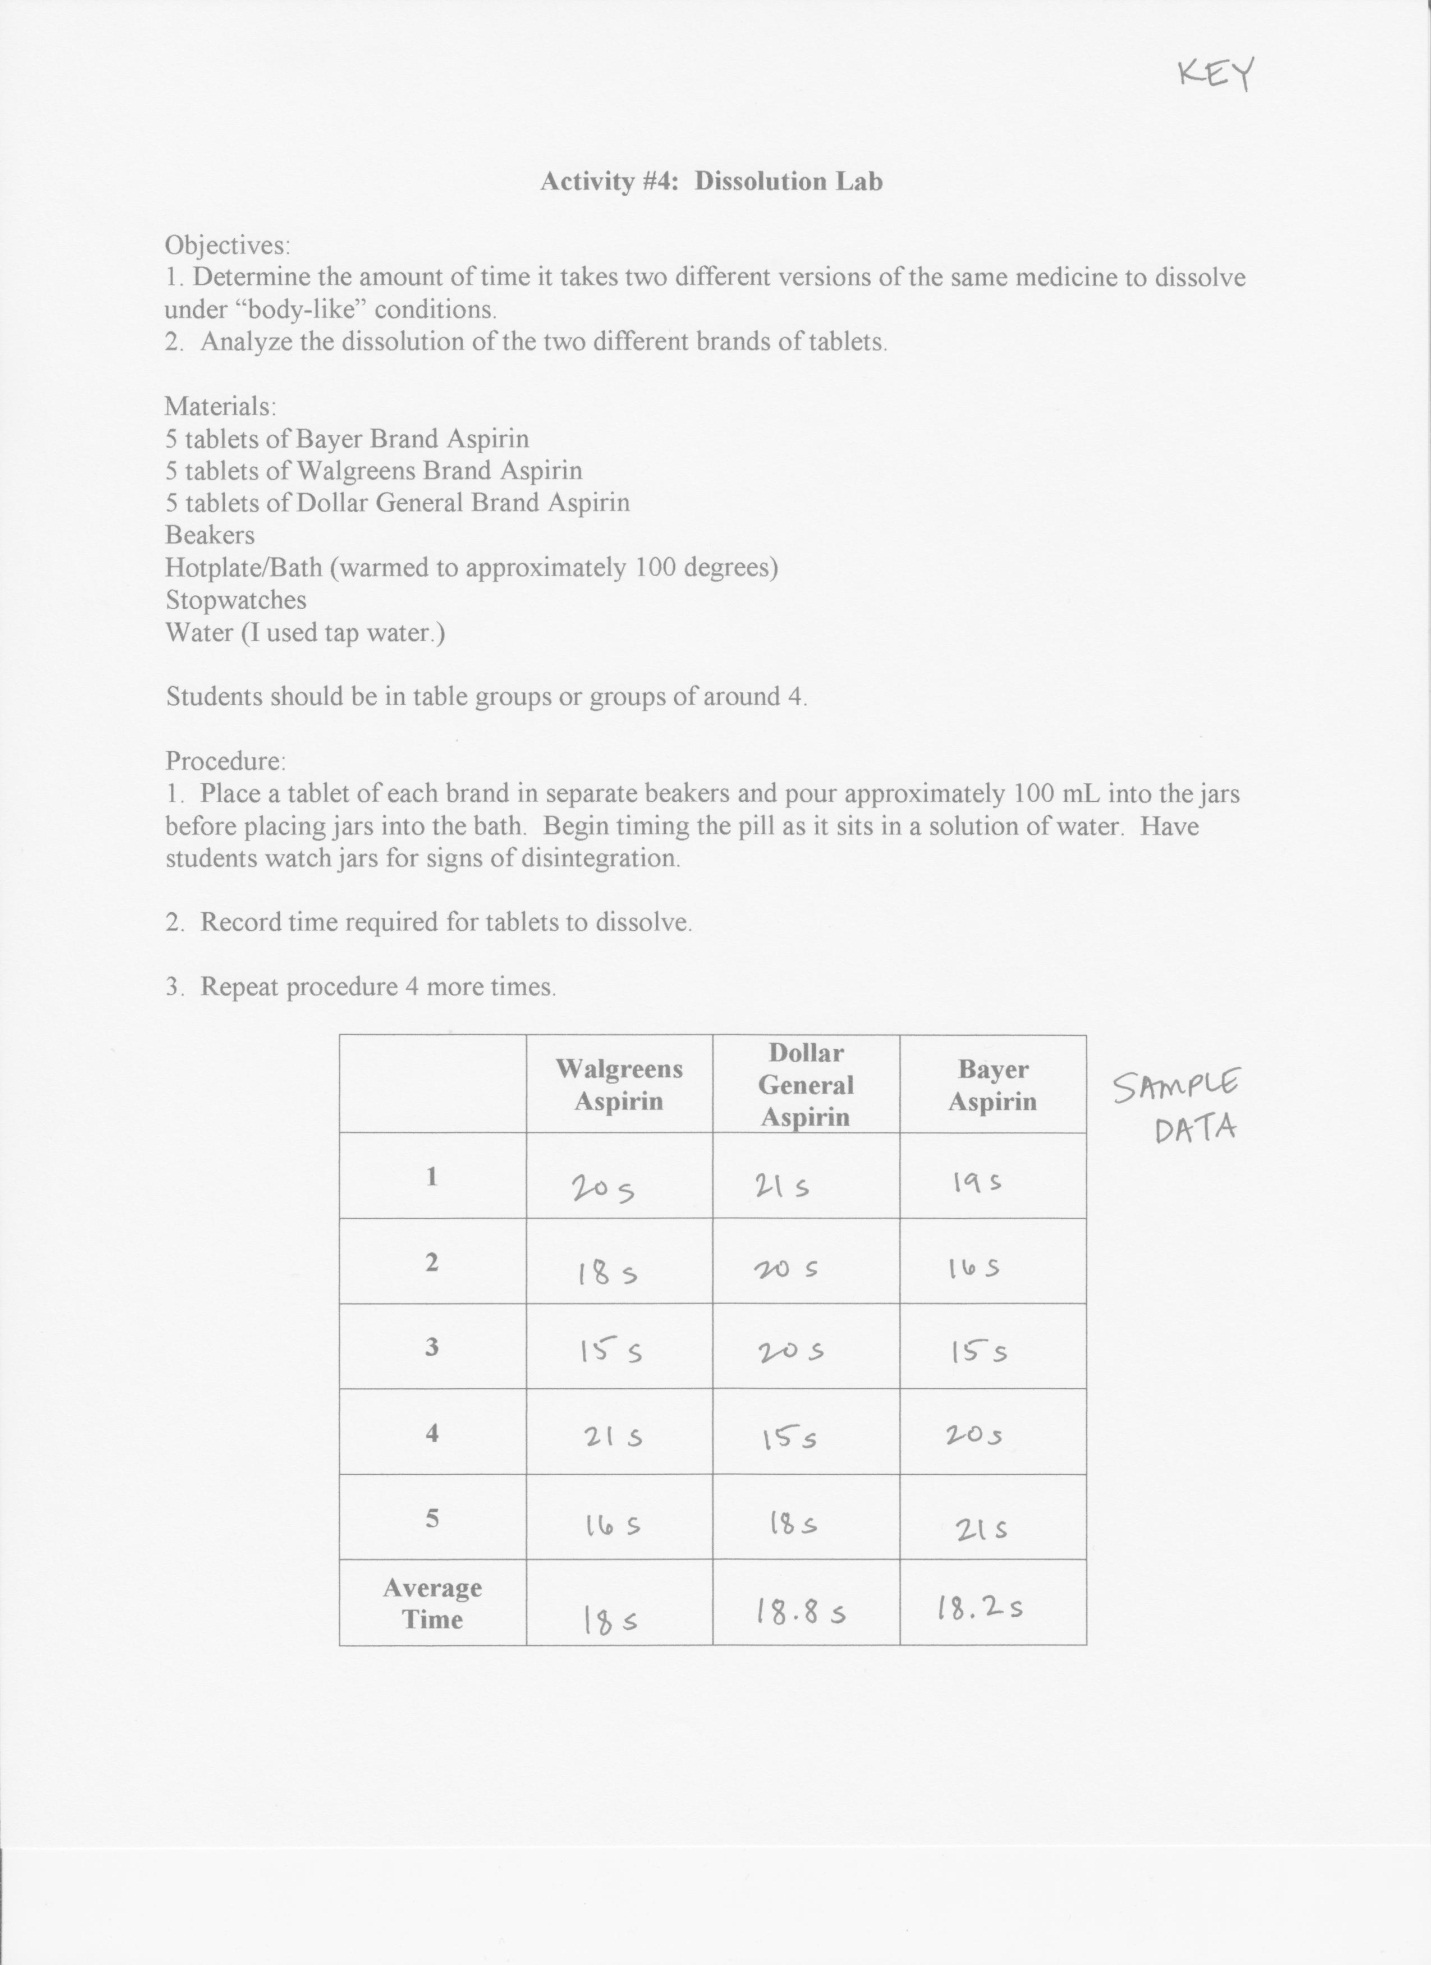 KEY
Activity #4:  Dissolution Lab
Objectives:
1. Determine the amount of time it takes two different versions of the same medicine to dissolve
under “body-like” conditions.
2.  Analyze the dissolution of the two different brands of tablets.
Materials:
5 tablets of Bayer Brand Aspirin
5 tablets of Walgreens Brand Aspirin
5 tablets of Dollar General Brand Aspirin
Beakers
Hotplate/Bath (warmed to approximately 100 degrees)
Stopwatches
Water (I used tap water.)
Students should be in table groups or groups of around 4.
Procedure:
1.  Place a tablet of each brand in separate beakers and pour approximately 100 mL into the jars
before placing jars into the bath.  Begin timing the pill as it sits in a solution of water.  Have
students watch jars for signs of disintegration.
2.  Record time required for tablets to dissolve.
3.  Repeat procedure 4 more times.
Walgreens Aspirin Dollar General Aspirin Bayer Aspirin
SAMPLE DATA
1 20 s 21 s 19 s
2 18 s 20 s 16 s
3 15 s 20 s 15 s
4 21 s 15 s 20 s
5 16 s 18 s 21 s
Average Time 18 s 18.8 s 18.2 s